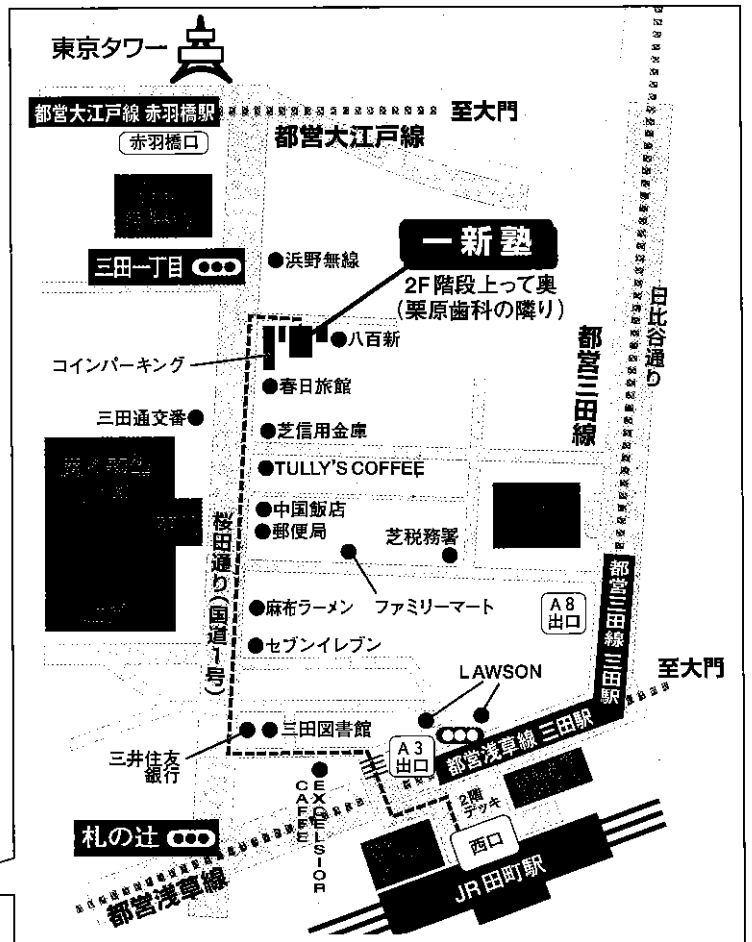 東京タワー
都営大江戸線 赤羽橋駅
至大門
赤羽橋口
都営大江戸線
一新塾
三田一丁目
浜野無線
2F階段上って奥
(栗原歯科の隣り)
日比谷通り
都営三田線
八百新
コインパーキング
春日旅館
三田通交番
芝信用金庫
TULLY'S COFFEE
中国飯店
郵便局
芝税務署
桜田通り(国道1号)
麻布ラーメン
ファミリーマート
A8
出口
都営三田線 三田駅
セブンイレブン
至大門
LAWSON
三田図書館
三井住友
銀行
A3
出口
都営浅草線 三田駅
EXCELSIOR
CAFFE
2階
デッキ
西口
札の辻
JR田町駅
都営浅草線